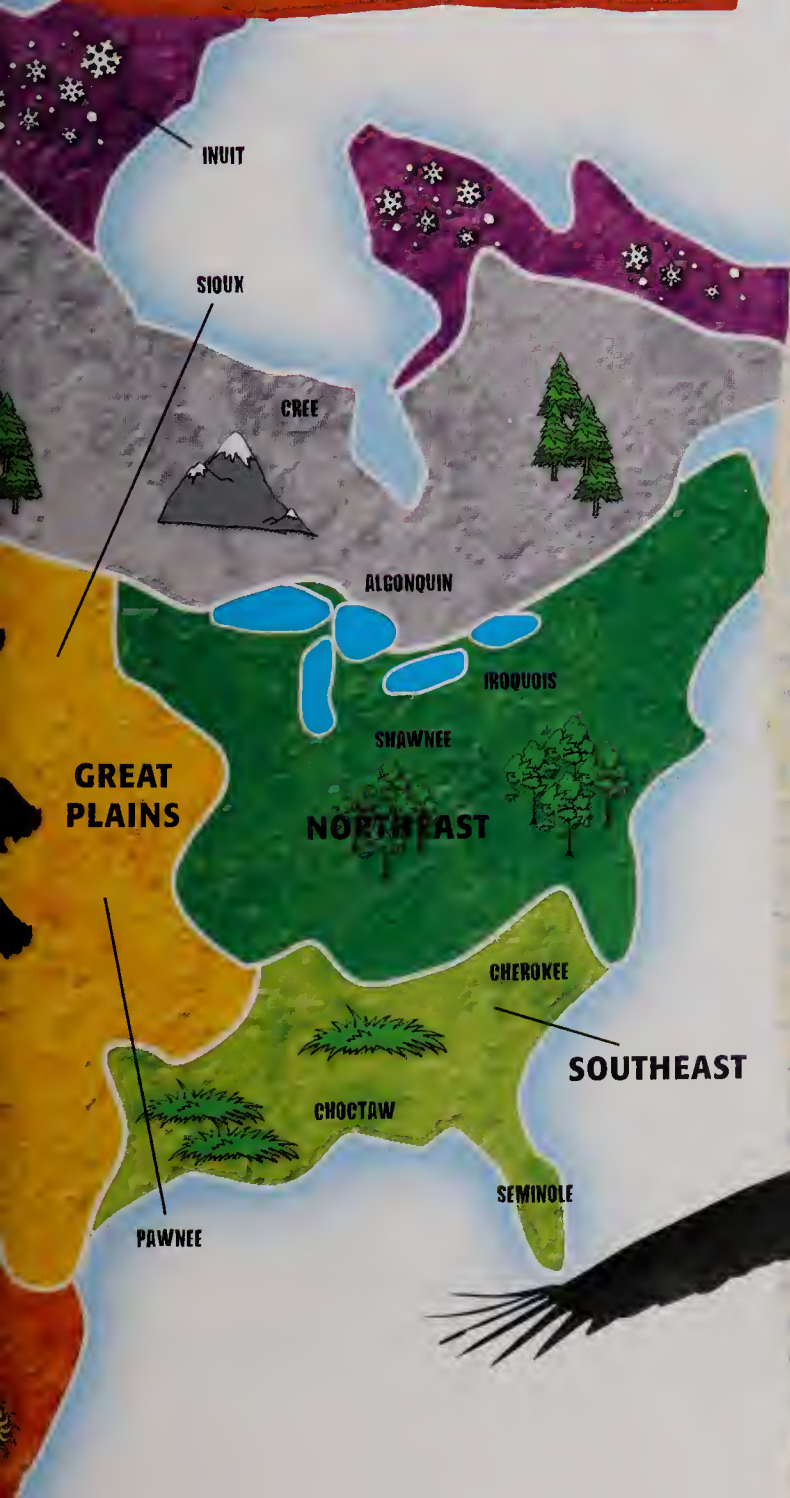 INUIT
SIOUX
CREE
ALGONQUIN
IROQUOIS
SHAWNEE
GREAT
PLAINS
NORTHEAST
CHEROKEE
SOUTHEAST
CHOCTAW
SEMINOLE
PAWNEE